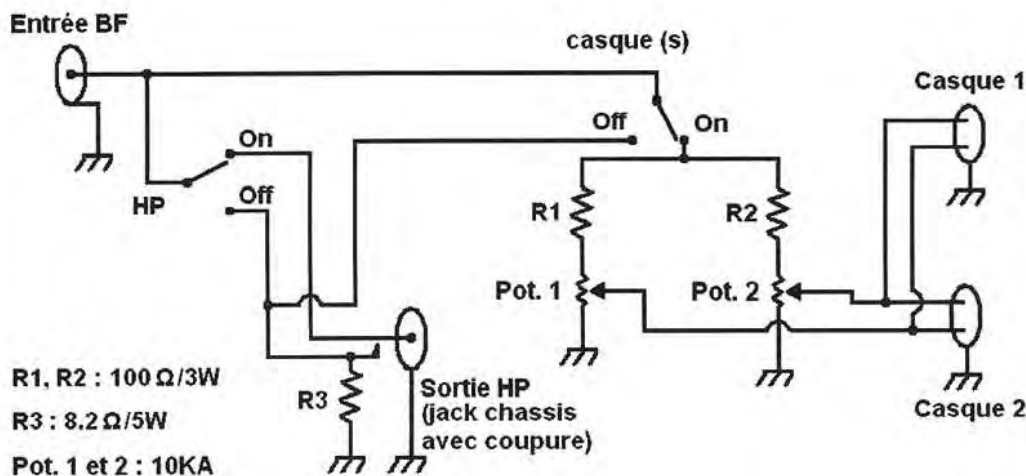 Entrée BF
casque (s)
Casque 1
On
Off
On
HP
Off
R1
R2
Pot. 1
Pot. 2
R1, R2 : 100 Ω/3W
R3 : 8.2 Ω/5W
Pot. 1 et 2 : 10KA
R3
Sortie HP
(jack chassis
avec coupure)
Casque 2